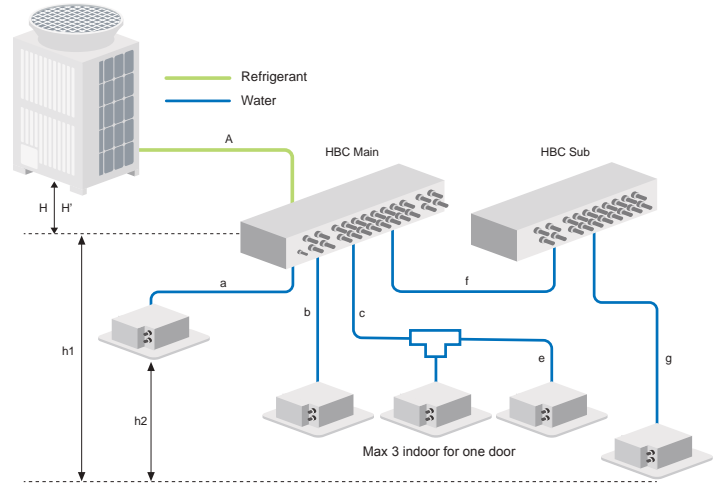 Refrigerant
Water
A
HBC Main
HBC Sub
H
H'
a
f
b
c
h1
e
g
h2
Max 3 indoor for one door